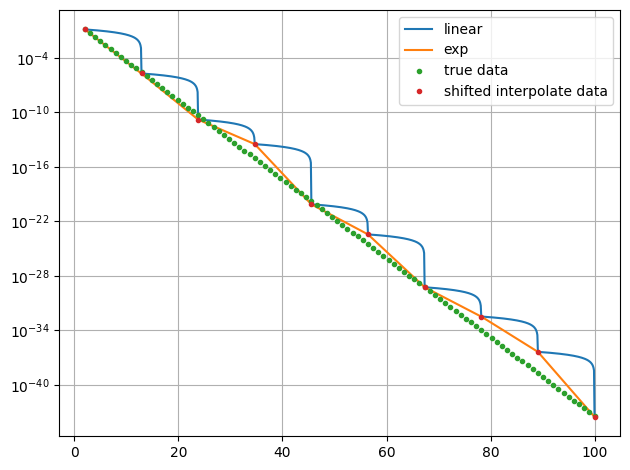 linear
exp
true data
shifted interpolate data
10⁻⁴
10⁻¹⁰
10⁻¹⁶
10⁻²²
10⁻²⁸
10⁻³⁴
10⁻⁴⁰
0 20 40 60 80 100